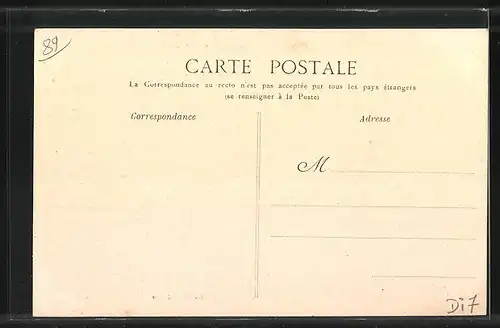 89
CARTE POSTALE
La Correspondance au recto n'est pas acceptée par tous les pays étrangers
(se renseigner à la Poste)
Correspondance
Adresse
M
Di7